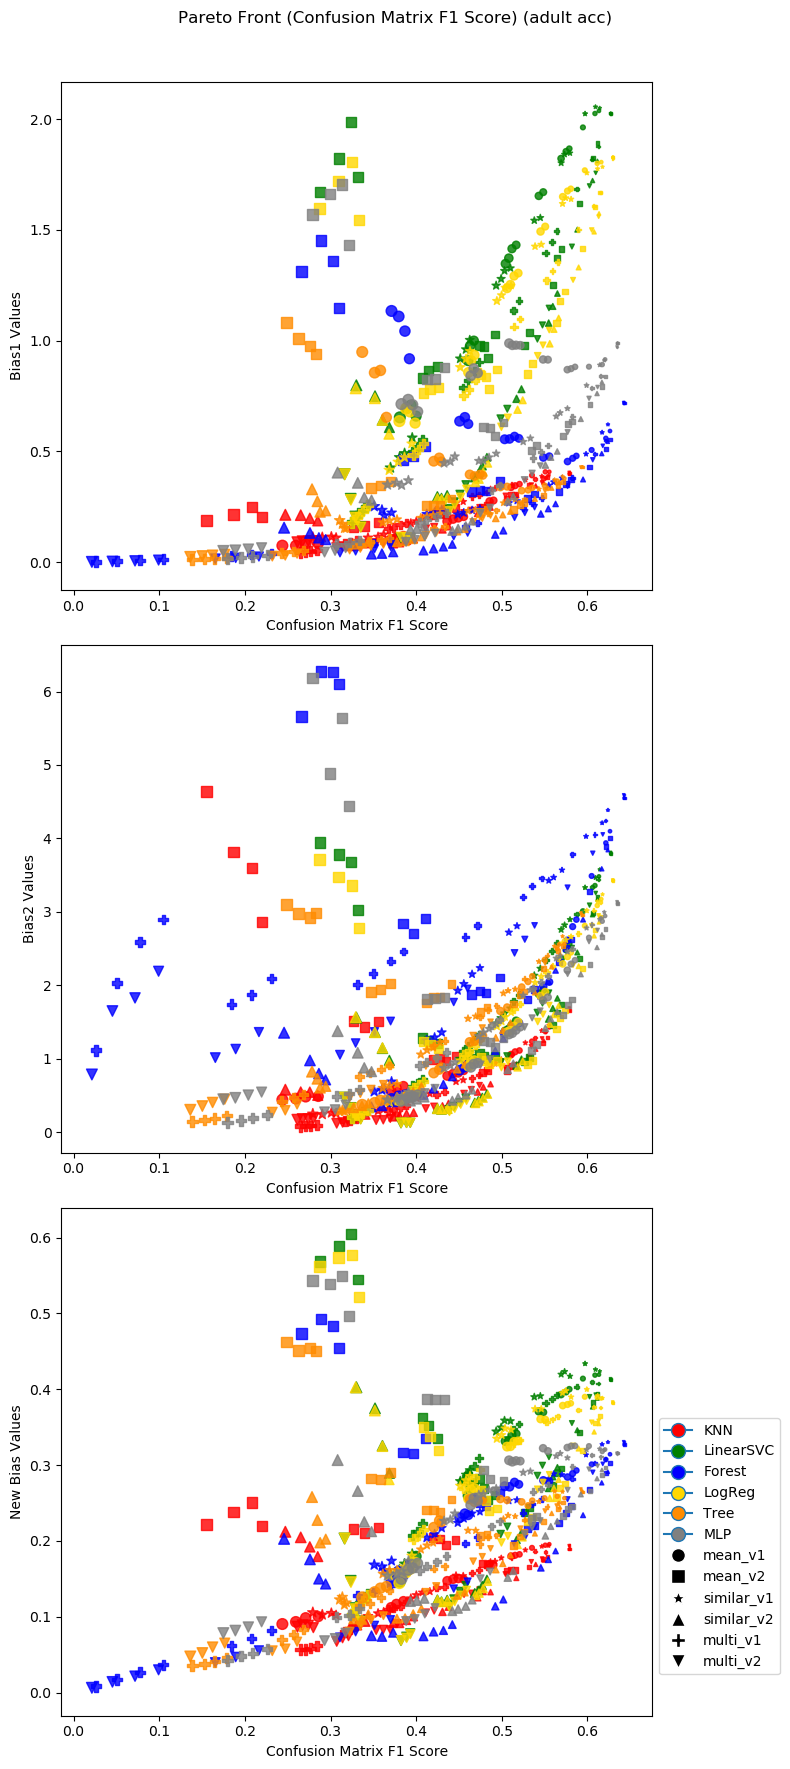 Pareto Front (Confusion Matrix F1 Score) (adult acc)
2.0
1.5
1.0
0.5
0.0
Bias1 Values
0.0 0.1 0.2 0.3 0.4 0.5 0.6
Confusion Matrix F1 Score
6
5
4
3
2
1
0
Bias2 Values
0.0 0.1 0.2 0.3 0.4 0.5 0.6
Confusion Matrix F1 Score
0.6
0.5
0.4
0.3
0.2
0.1
0.0
New Bias Values
0.0 0.1 0.2 0.3 0.4 0.5 0.6
Confusion Matrix F1 Score
KNN
LinearSVC
Forest
LogReg
Tree
MLP
mean_v1
mean_v2
similar_v1
similar_v2
multi_v1
multi_v2